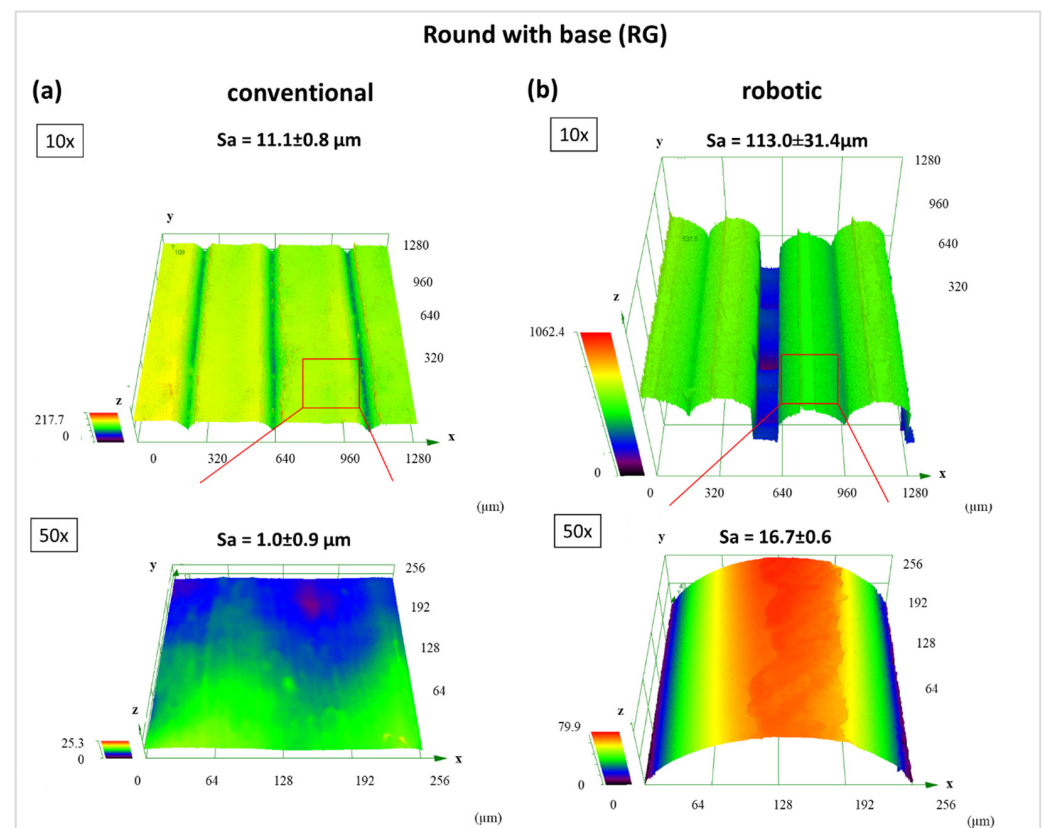 Round with base (RG)
(a)
conventional
10x
Sa = 11.1±0.8 μm
y
109
1280
960
640
320
z
217.7
0
x
0 320 640 960 1280
(μm)
50x
Sa = 1.0±0.9 μm
y
256
192
128
64
z
25.3
0
x
0 64 128 192 256
(μm)
(b)
robotic
10x
Sa = 113.0±31.4μm
y
1280
960
640
320
z
1062.4
0
x
0 320 640 960 1280
(μm)
50x
Sa = 16.7±0.6
y
256
192
128
64
z
79.9
0
x
0 64 128 192 256
(μm)